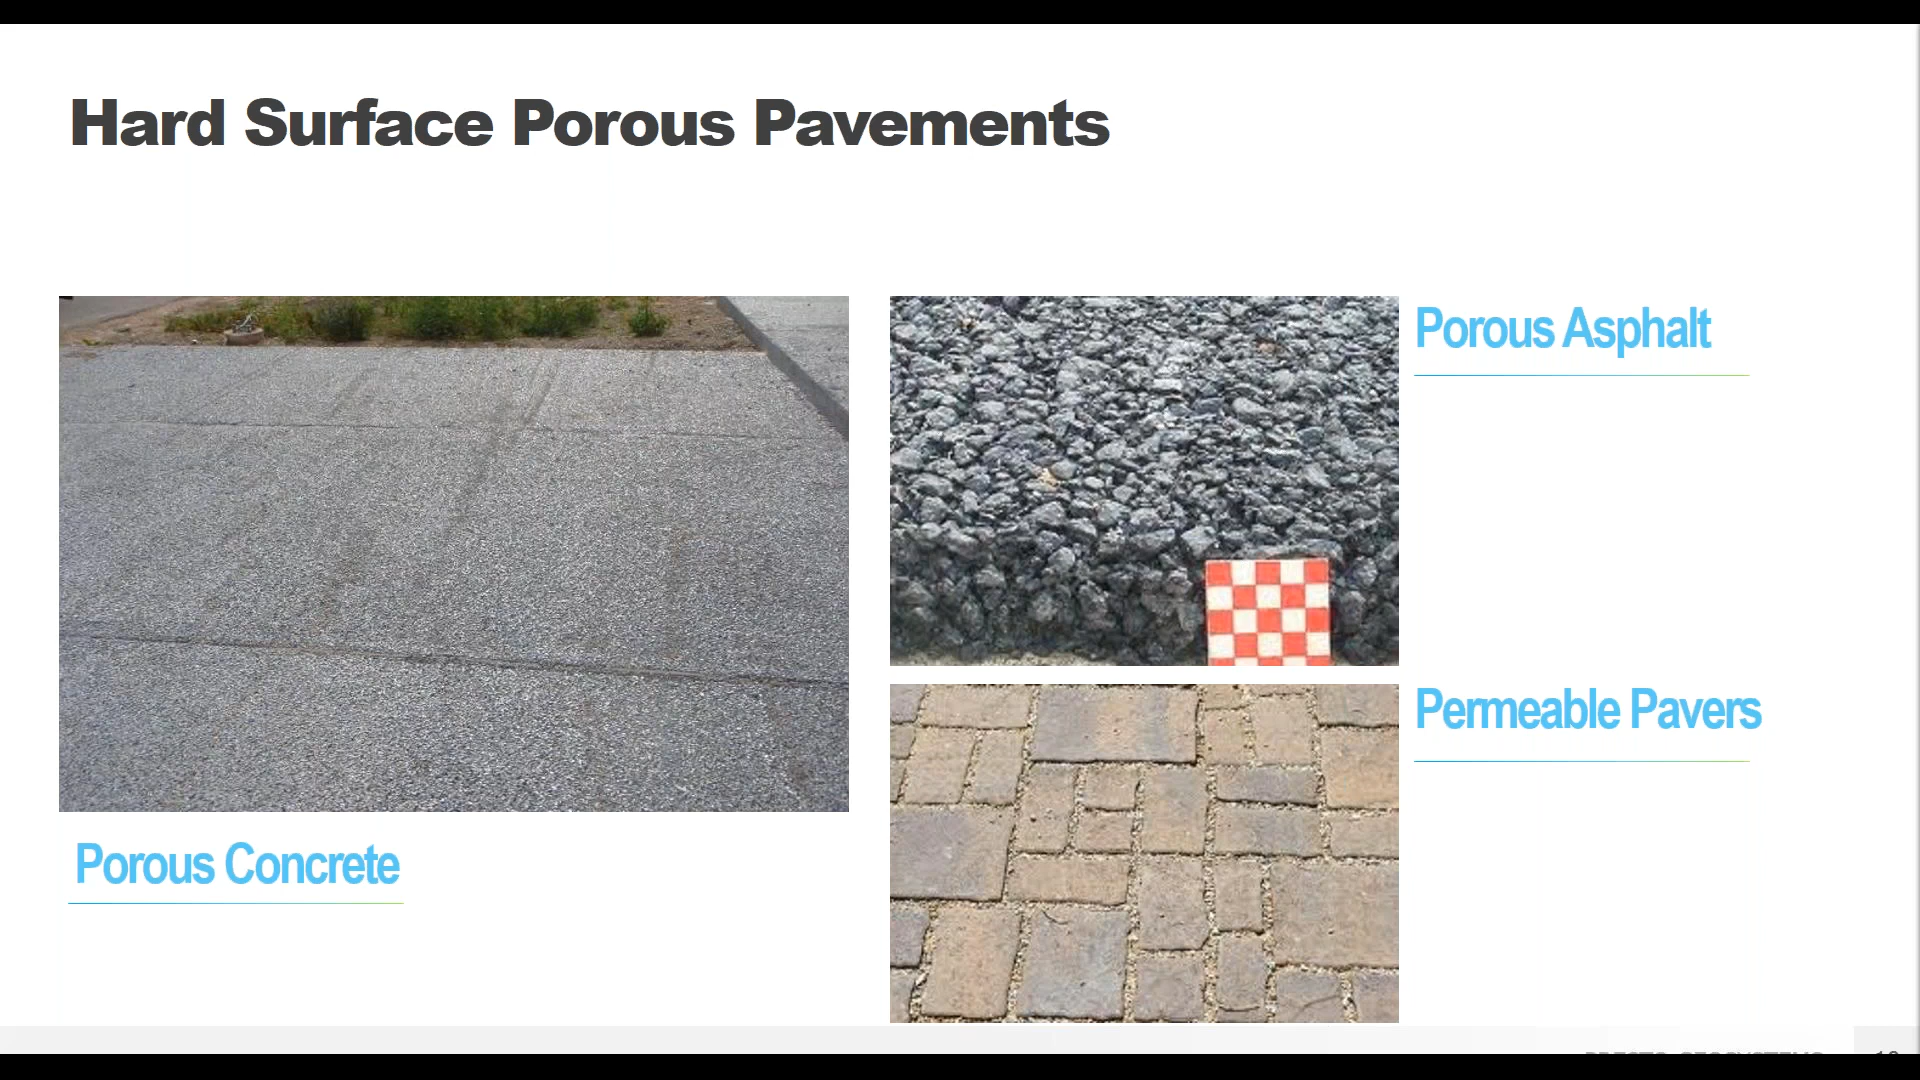 Hard Surface Porous Pavements
Porous Asphalt
Permeable Pavers
Porous Concrete